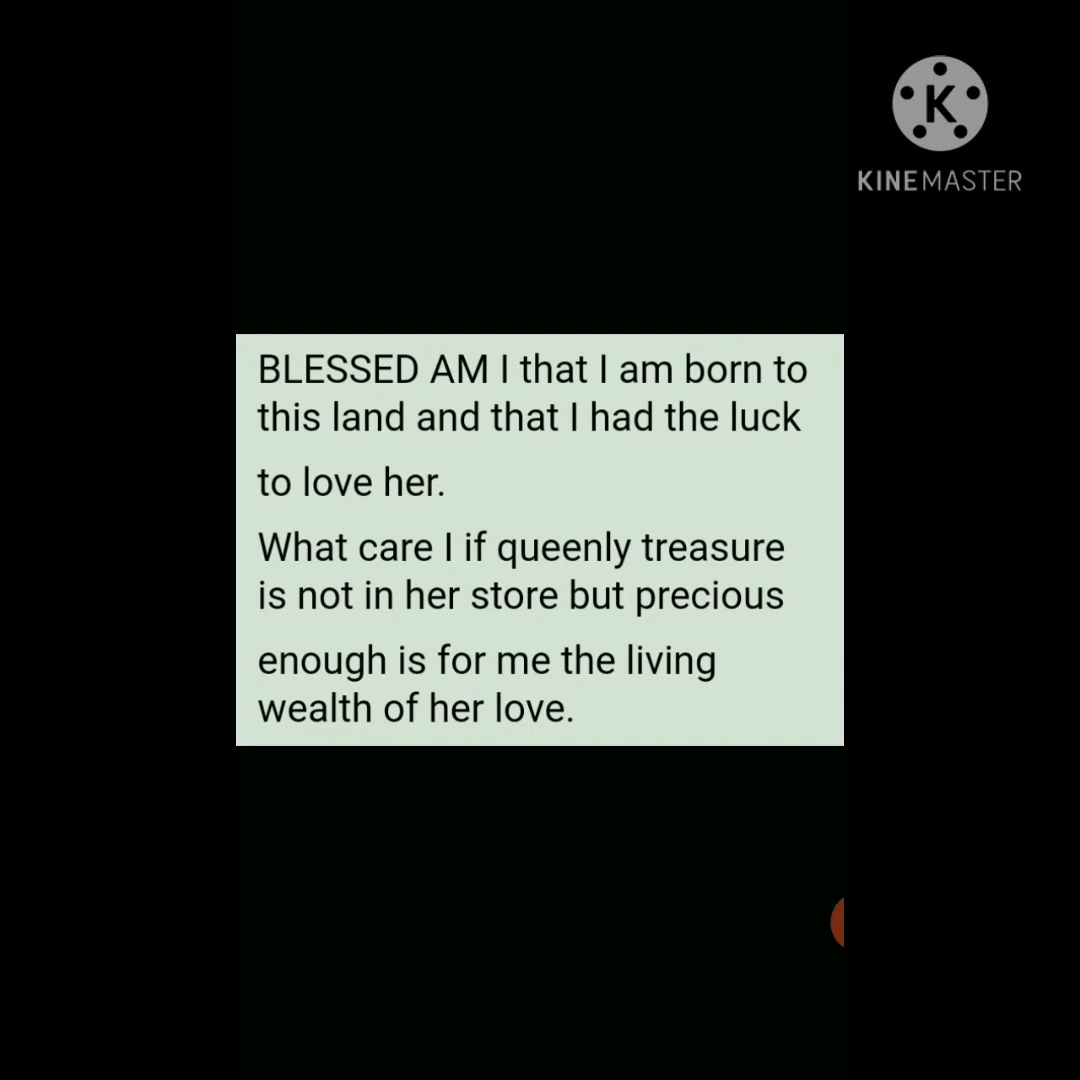 K
KINEMASTER
BLESSED AM I that I am born to
this land and that I had the luck
to love her.
What care I if queenly treasure
is not in her store but precious
enough is for me the living
wealth of her love.